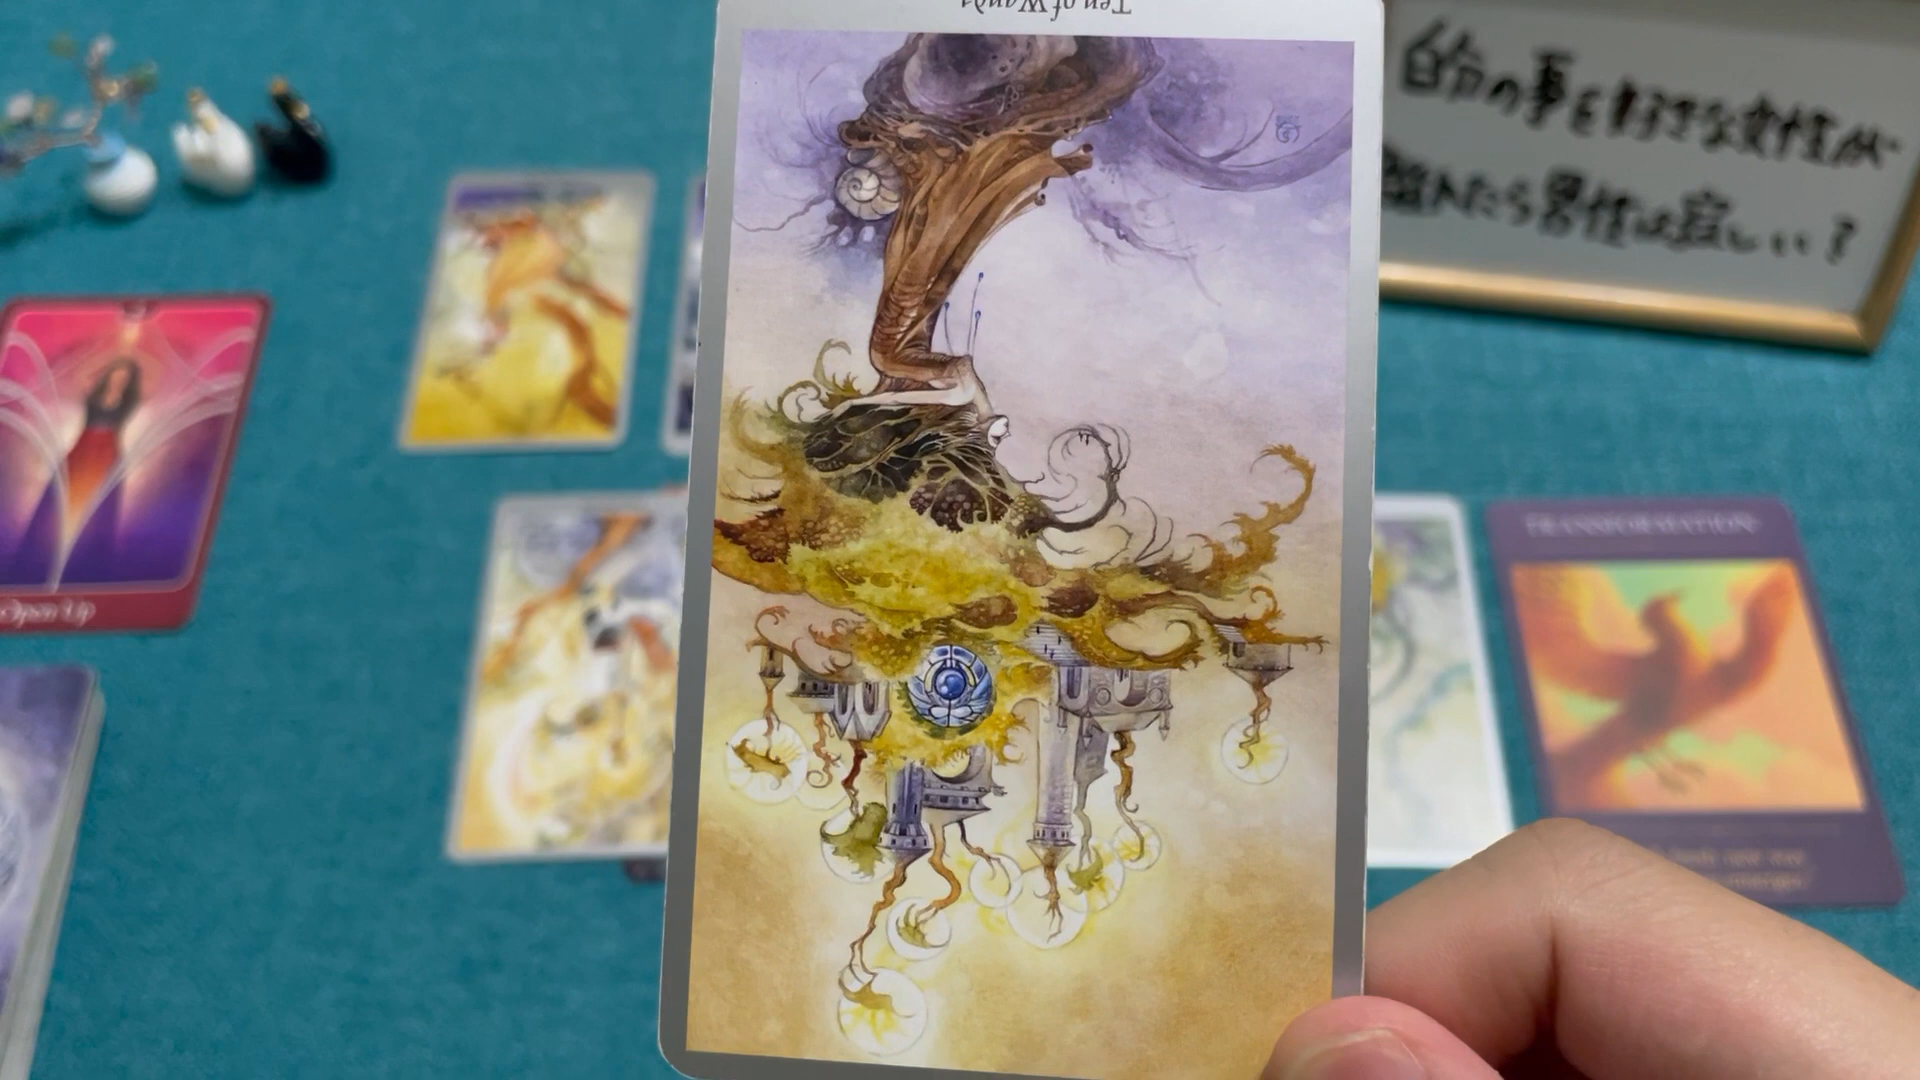 Ten of Wands
自分の事を好きな女性が
離れたら男性は寂しい?
Open Up
TRANSFORMATION